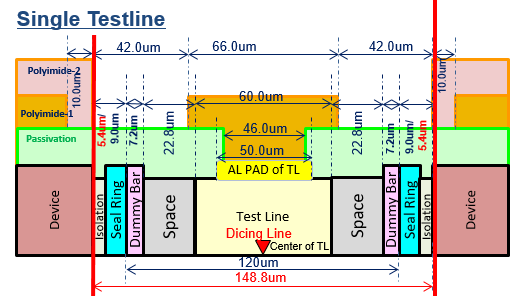 Single Testline
42.0um
66.0um
42.0um
Polyimide-2
10.0um
10.0um
60.0um
Polyimide-1
5.4um/
9.0um
7.2um
22.8um
46.0um
22.8um
7.2um
9.0um/
5.4um
Passivation
50.0um
AL PAD of TL
Device
Isolation
Seal Ring
Dummy Bar
Space
Test Line
Dicing Line
Center of TL
Space
Dummy Bar
Seal Ring
Isolation
Device
120um
148.8um